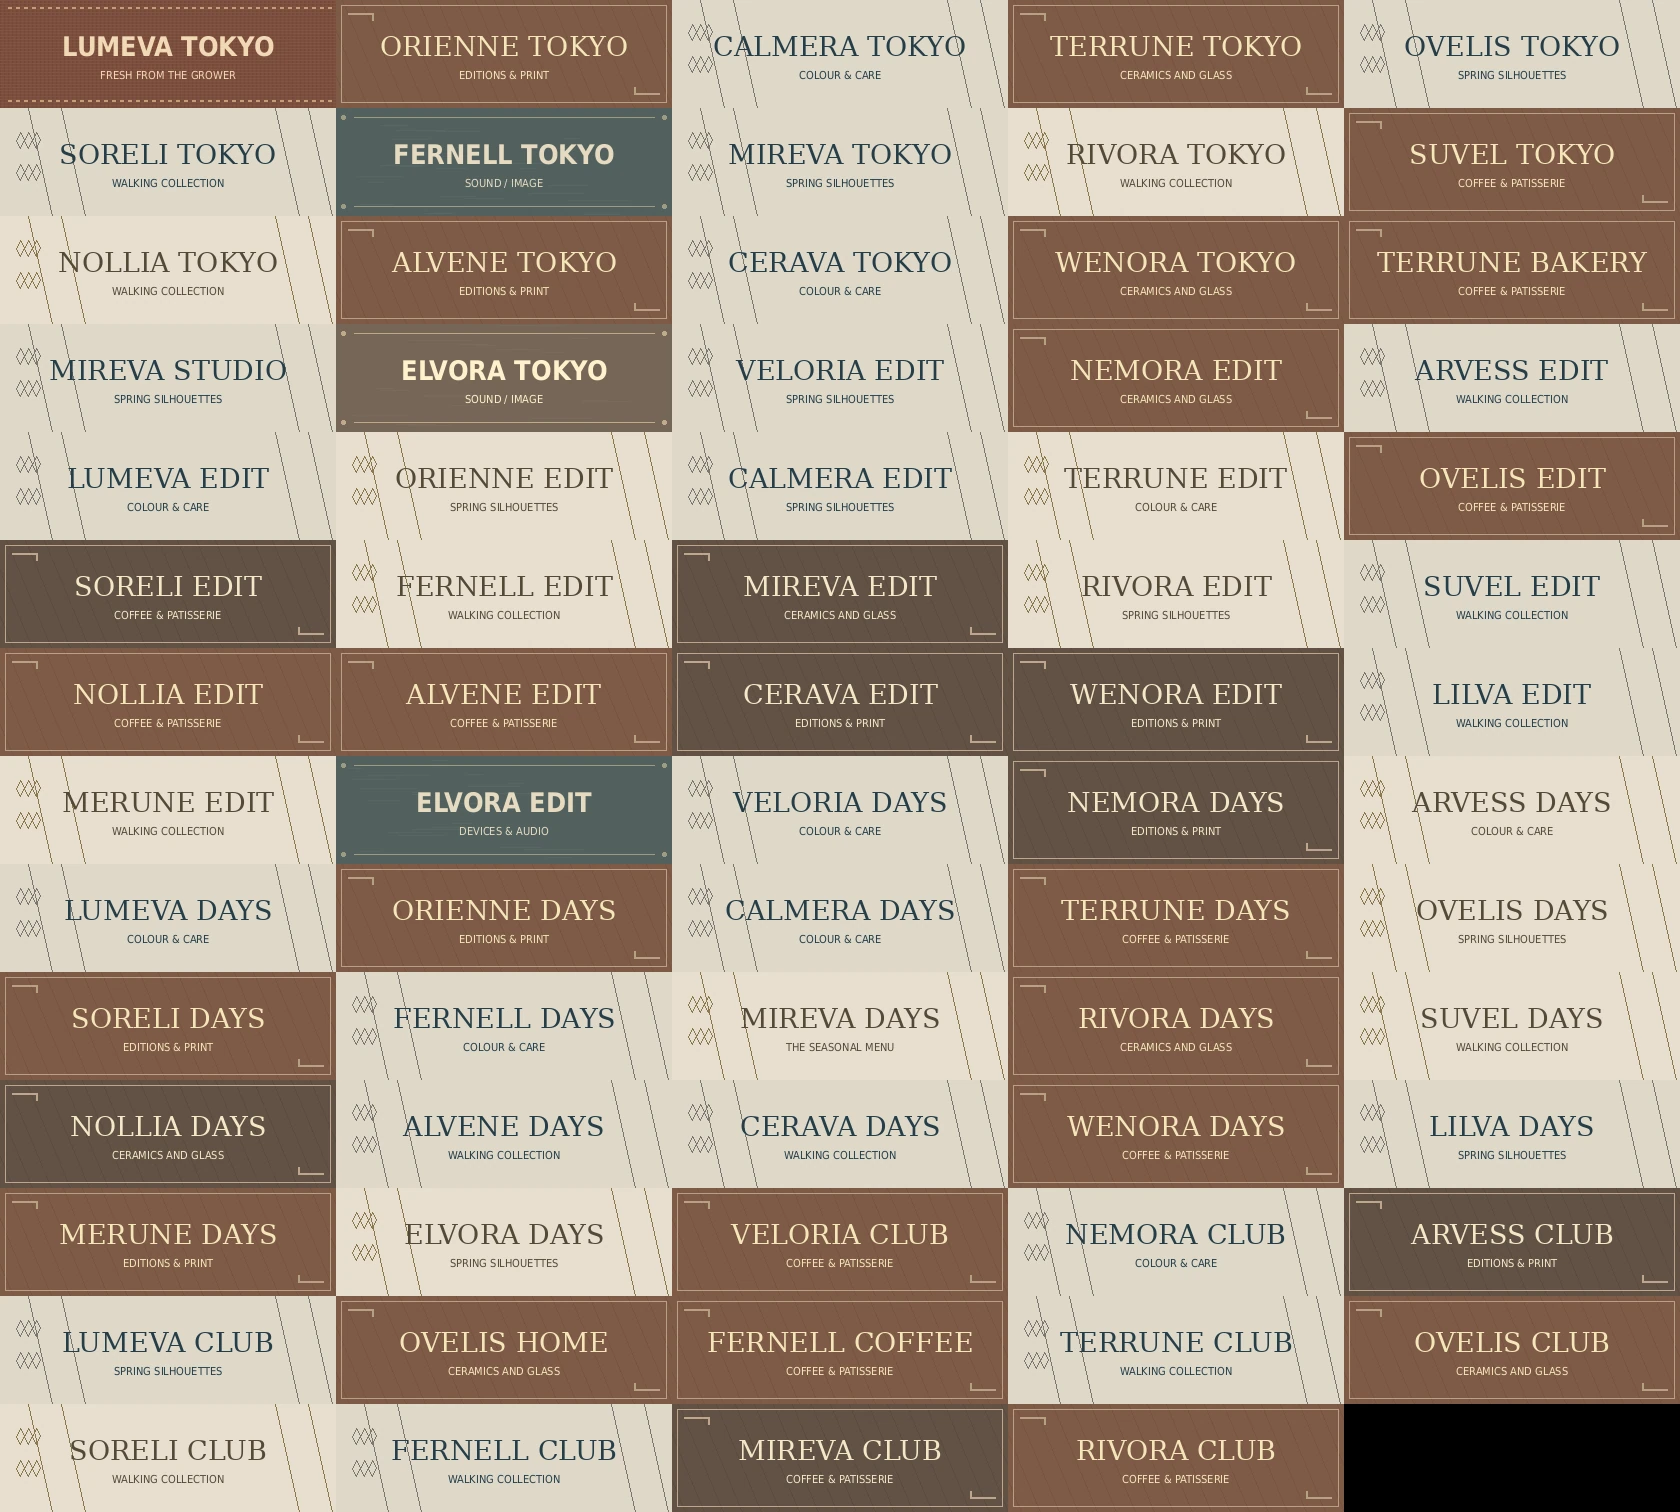 LUMEVA TOKYO
FRESH FROM THE GROWER
ORIENNE TOKYO
EDITIONS & PRINT
CALMERA TOKYO
COLOUR & CARE
TERRUNE TOKYO
CERAMICS AND GLASS
OVELIS TOKYO
SPRING SILHOUETTES
SORELI TOKYO
WALKING COLLECTION
FERNELL TOKYO
SOUND / IMAGE
MIREVA TOKYO
SPRING SILHOUETTES
RIVORA TOKYO
WALKING COLLECTION
SUVEL TOKYO
COFFEE & PATISSERIE
NOLLIA TOKYO
WALKING COLLECTION
ALVENE TOKYO
EDITIONS & PRINT
CERAVA TOKYO
COLOUR & CARE
WENORA TOKYO
CERAMICS AND GLASS
TERRUNE BAKERY
COFFEE & PATISSERIE
MIREVA STUDIO
SPRING SILHOUETTES
ELVORA TOKYO
SOUND / IMAGE
VELORIA EDIT
SPRING SILHOUETTES
NEMORA EDIT
CERAMICS AND GLASS
ARVESS EDIT
WALKING COLLECTION
LUMEVA EDIT
COLOUR & CARE
ORIENNE EDIT
SPRING SILHOUETTES
CALMERA EDIT
SPRING SILHOUETTES
TERRUNE EDIT
COLOUR & CARE
OVELIS EDIT
COFFEE & PATISSERIE
SORELI EDIT
COFFEE & PATISSERIE
FERNELL EDIT
WALKING COLLECTION
MIREVA EDIT
CERAMICS AND GLASS
RIVORA EDIT
SPRING SILHOUETTES
SUVEL EDIT
WALKING COLLECTION
NOLLIA EDIT
COFFEE & PATISSERIE
ALVENE EDIT
COFFEE & PATISSERIE
CERAVA EDIT
EDITIONS & PRINT
WENORA EDIT
EDITIONS & PRINT
LILVA EDIT
WALKING COLLECTION
MERUNE EDIT
WALKING COLLECTION
ELVORA EDIT
DEVICES & AUDIO
VELORIA DAYS
COLOUR & CARE
NEMORA DAYS
EDITIONS & PRINT
ARVESS DAYS
COLOUR & CARE
LUMEVA DAYS
COLOUR & CARE
ORIENNE DAYS
EDITIONS & PRINT
CALMERA DAYS
COLOUR & CARE
TERRUNE DAYS
COFFEE & PATISSERIE
OVELIS DAYS
SPRING SILHOUETTES
SORELI DAYS
EDITIONS & PRINT
FERNELL DAYS
COLOUR & CARE
MIREVA DAYS
THE SEASONAL MENU
RIVORA DAYS
CERAMICS AND GLASS
SUVEL DAYS
WALKING COLLECTION
NOLLIA DAYS
CERAMICS AND GLASS
ALVENE DAYS
WALKING COLLECTION
CERAVA DAYS
WALKING COLLECTION
WENORA DAYS
COFFEE & PATISSERIE
LILVA DAYS
SPRING SILHOUETTES
MERUNE DAYS
EDITIONS & PRINT
ELVORA DAYS
SPRING SILHOUETTES
VELORIA CLUB
COFFEE & PATISSERIE
NEMORA CLUB
COLOUR & CARE
ARVESS CLUB
EDITIONS & PRINT
LUMEVA CLUB
SPRING SILHOUETTES
OVELIS HOME
CERAMICS AND GLASS
FERNELL COFFEE
COFFEE & PATISSERIE
TERRUNE CLUB
WALKING COLLECTION
OVELIS CLUB
CERAMICS AND GLASS
SORELI CLUB
WALKING COLLECTION
FERNELL CLUB
WALKING COLLECTION
MIREVA CLUB
COFFEE & PATISSERIE
RIVORA CLUB
COFFEE & PATISSERIE